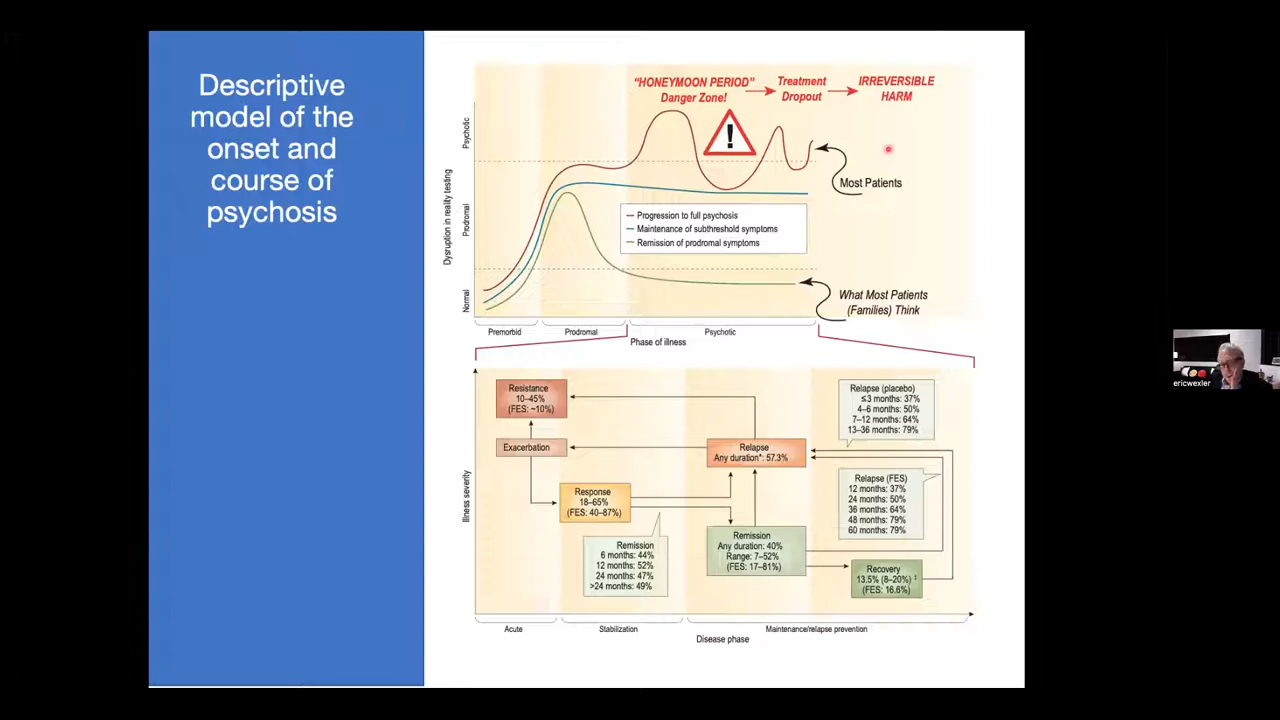 Descriptive
model of the
onset and
course of
psychosis
"HONEYMOON PERIOD"
Danger Zone!
Treatment
Dropout
IRREVERSIBLE
HARM
!
Most Patients
Dysruption in reality testing
Psychotic
Prodromal
Normal
Progression to full psychosis
Maintenance of subthreshold symptoms
Remission of prodromal symptoms
What Most Patients
(Families) Think
Premorbid
Prodromal
Psychotic
Phase of illness
Illness severity
Resistance
10–45%
(FES: ~10%)
Exacerbation
Response
18–65%
(FES: 40–87%)
Remission
6 months: 44%
12 months: 52%
24 months: 47%
>24 months: 49%
Relapse
Any duration*: 57.3%
Remission
Any duration: 40%
Range: 7–52%
(FES: 17–81%)
Relapse (placebo)
≤3 months: 37%
4–6 months: 50%
7–12 months: 64%
13–36 months: 79%
Relapse (FES)
12 months: 37%
24 months: 50%
36 months: 64%
48 months: 79%
60 months: 79%
Recovery
13.5% (8–20%) ‡
(FES: 16.6%)
Acute
Stabilization
Maintenance/relapse prevention
Disease phase
ericwexler